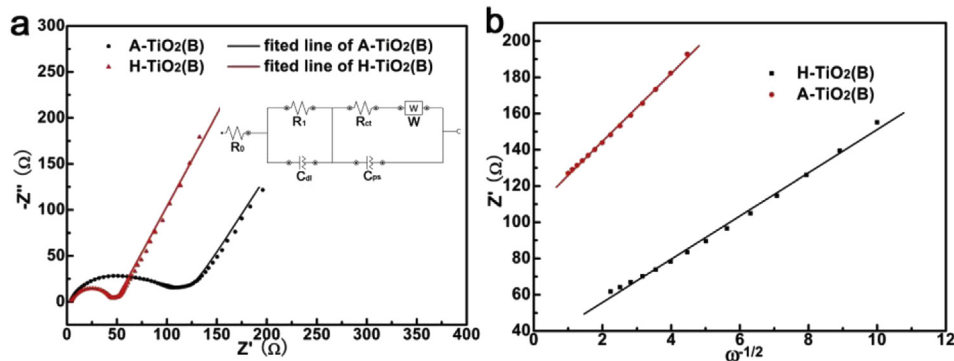 a
300
250
200
150
100
50
0
-Z" (Ω)
A-TiO2(B)
H-TiO2(B)
fited line of A-TiO2(B)
fited line of H-TiO2(B)
R0
R1
Rct
W
W
Cdl
Cps
0 50 100 150 200 250 300 350 400
Z' (Ω)
b
200
180
160
140
120
100
80
60
40
Z' (Ω)
H-TiO2(B)
A-TiO2(B)
0 2 4 6 8 10 12
ω-1/2